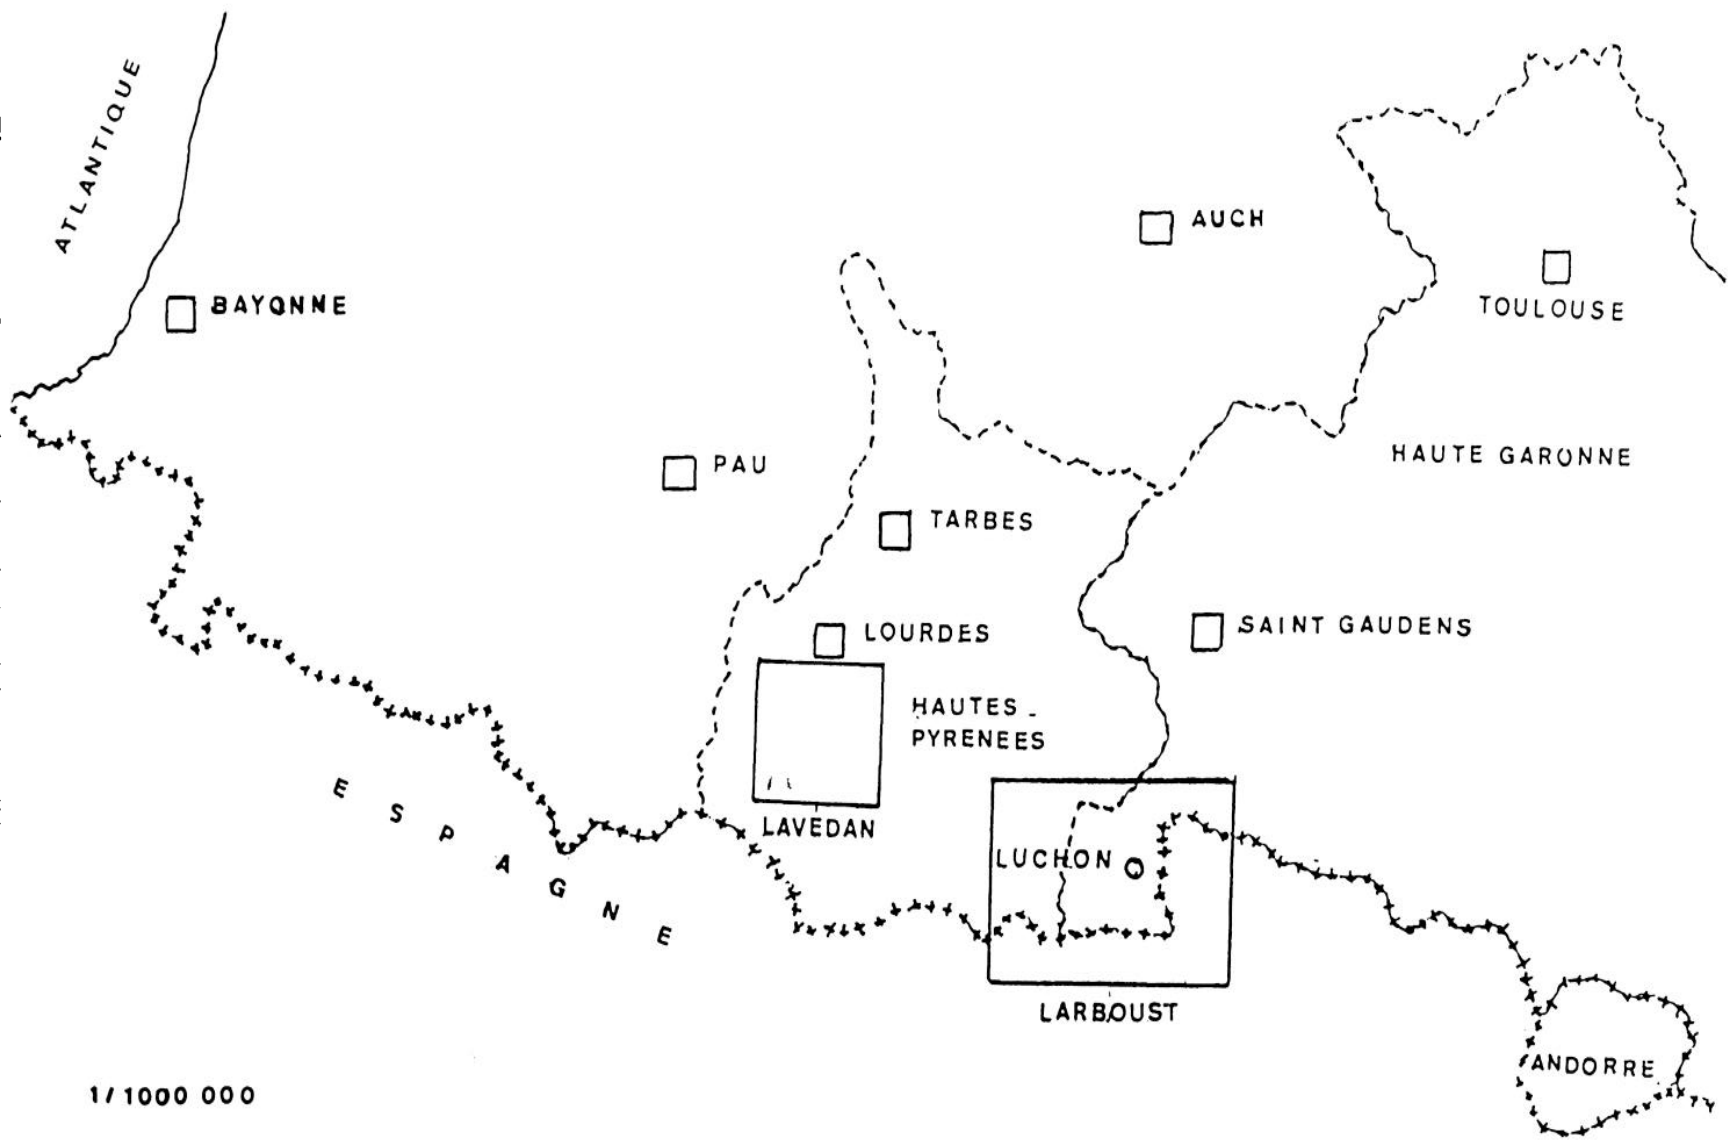 ATLANTIQUE
AUCH
BAYONNE
TOULOUSE
PAU
HAUTE GARONNE
TARBES
LOURDES
SAINT GAUDENS
HAUTES-
PYRENEES
ESPAGNE
LAVEDAN
LUCHON
LARBOUST
ANDORRE
1/1000 000